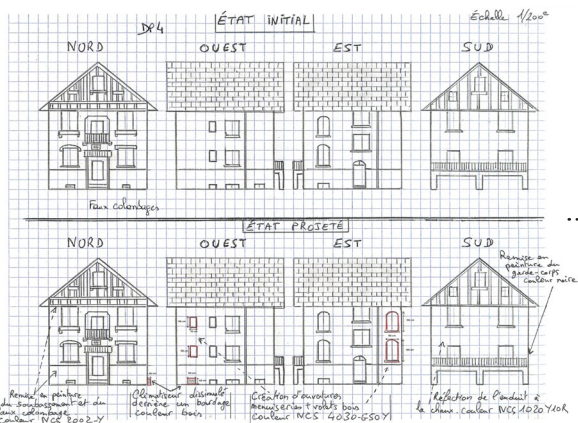 ÉTAT INITIAL
Échelle 1/200e
DP4
NORD OUEST EST SUD
Faux colombages
ÉTAT PROJETÉ
NORD OUEST EST SUD
Remise en
peinture du
garde-corps
couleur noire
Remise en peinture
du soubassement et du
faux colombage
couleur NCS 2002-Y
Climatiseur dissimulé
derrière un bardage
couleur bois
Création d'ouvertures
menuiseries + volets bois
Couleur NCS 4030-G50Y
Réfection de l'enduit à
la chaux. Couleur NCS 1020Y10R